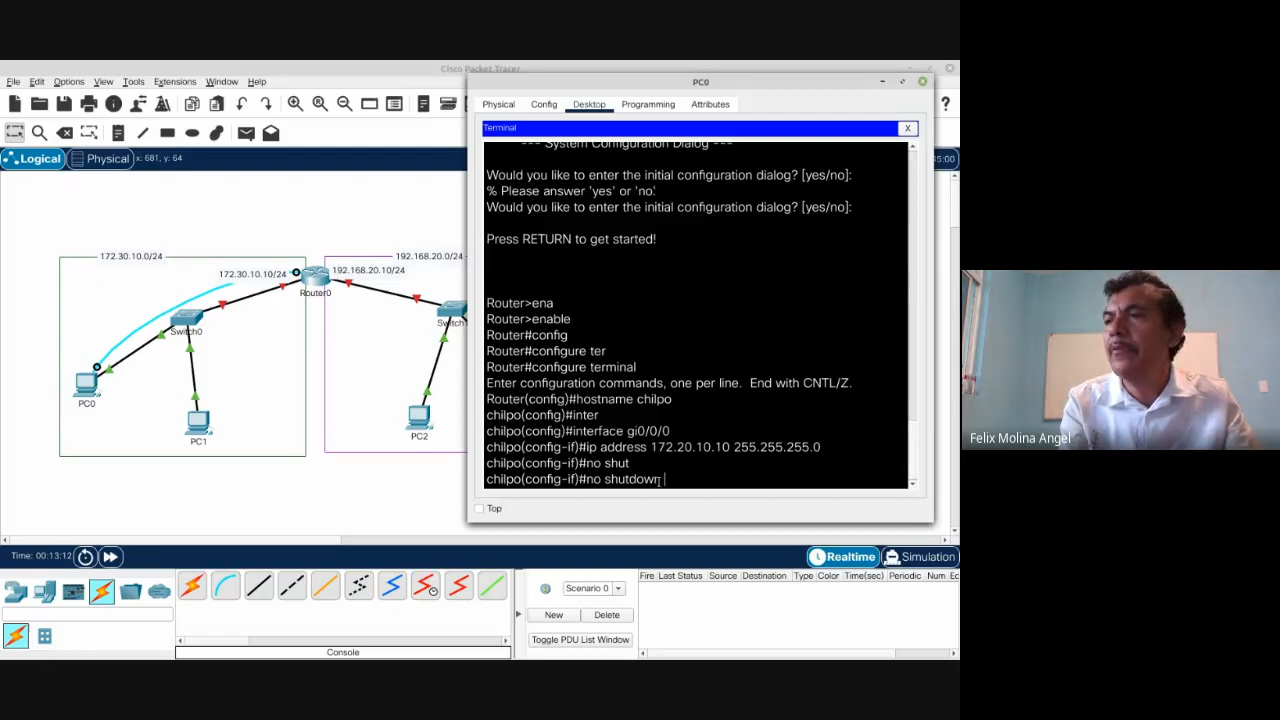 Cisco Packet Tracer
File Edit Options View Tools Extensions Window Help
Logical
Physical x: 681, y: 64
45:00
172.30.10.0/24
192.168.20.0/24
172.30.10.10/24
192.168.20.10/24
Router0
Switch0
Switch
PC0
PC1
PC2
PC0
Physical Config Desktop Programming Attributes
Terminal
X
--- System Configuration Dialog ---
Would you like to enter the initial configuration dialog? [yes/no]:
% Please answer 'yes' or 'no'.
Would you like to enter the initial configuration dialog? [yes/no]:
Press RETURN to get started!
Router>ena
Router>enable
Router#config
Router#configure ter
Router#configure terminal
Enter configuration commands, one per line. End with CNTL/Z.
Router(config)#hostname chilpo
chilpo(config)#inter
chilpo(config)#interface gi0/0/0
chilpo(config-if)#ip address 172.20.10.10 255.255.255.0
chilpo(config-if)#no shut
chilpo(config-if)#no shutdown
Top
Time: 00:13:12
Realtime
Simulation
Scenario 0
New
Delete
Toggle PDU List Window
Fire Last Status Source Destination Type Color Time(sec) Periodic Num
Console
Felix Molina Angel